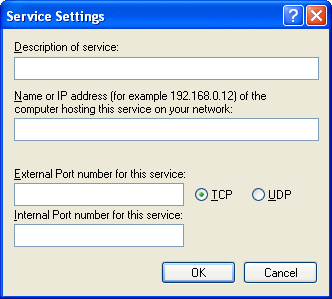 Service Settings
Description of service:
Name or IP address (for example 192.168.0.12) of the
computer hosting this service on your network:
External Port number for this service:
TCP UDP
Internal Port number for this service:
OK Cancel